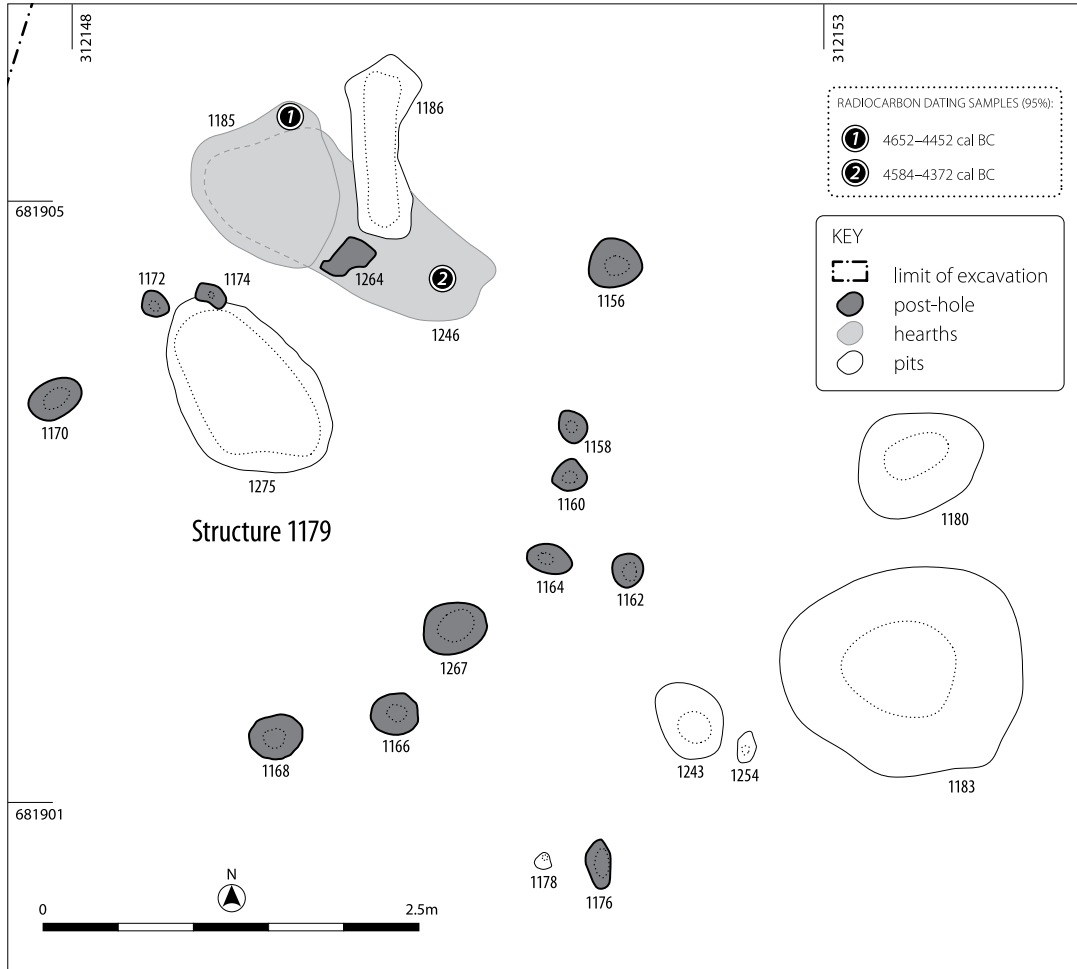 312148
312153
1185
1
1186
RADIOCARBON DATING SAMPLES (95%):
1 4652–4452 cal BC
2 4584–4372 cal BC
681905
KEY
limit of excavation
post-hole
hearths
pits
1172
1174
1264
2
1156
1246
1170
1158
1275
1160
1180
Structure 1179
1164
1162
1267
1166
1168
1243
1254
1183
681901
1178
1176
N
0
2.5m